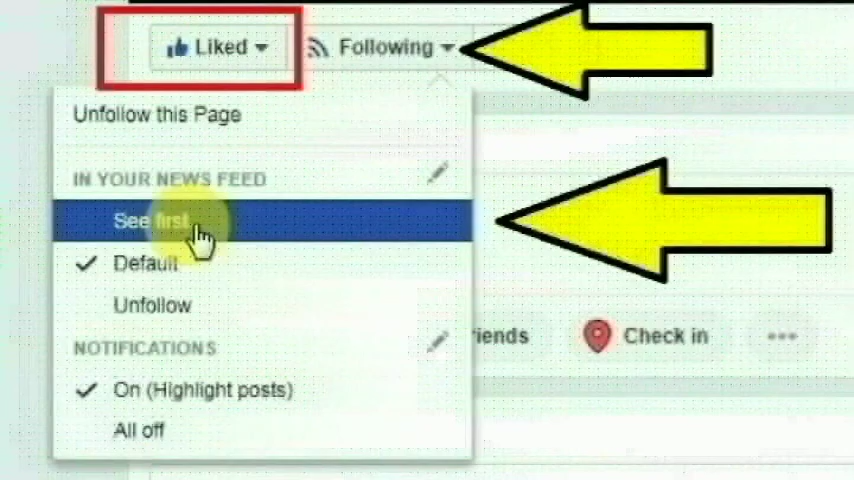 Liked Following
Unfollow this Page
IN YOUR NEWS FEED
See first
Default
Unfollow
riends Check in
NOTIFICATIONS
On (Highlight posts)
All off